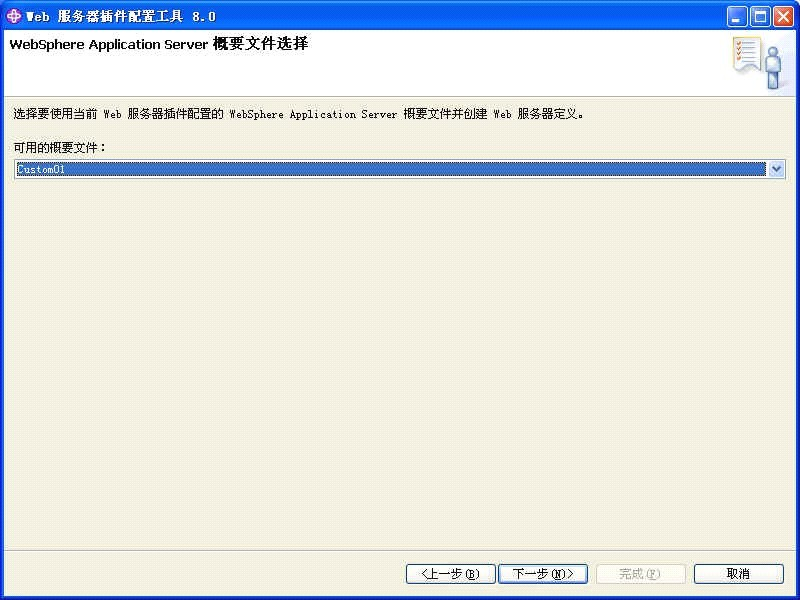 Web 服务器插件配置工具 8.0
WebSphere Application Server 概要文件选择
选择要使用当前 Web 服务器插件配置的 WebSphere Application Server 概要文件并创建 Web 服务器定义。
可用的概要文件：
Custom01
<上一步(B) 下一步(N)> 完成(F) 取消